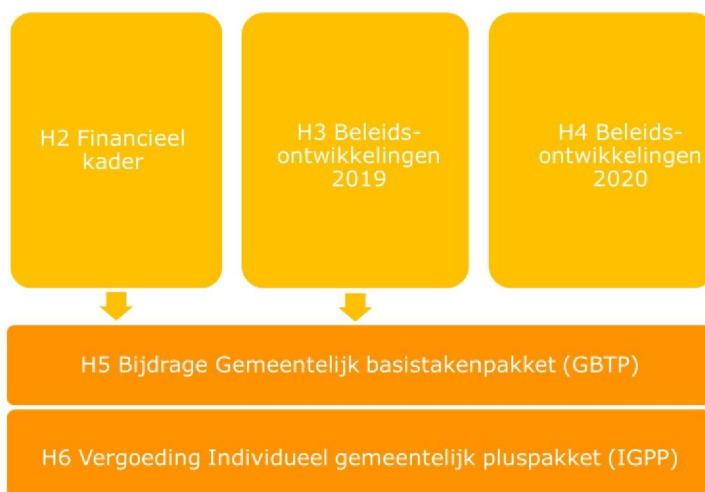 H2 Financieel
kader
H3 Beleids-
ontwikkelingen
2019
H4 Beleids-
ontwikkelingen
2020
H5 Bijdrage Gemeentelijk basistakenpakket (GBTP)
H6 Vergoeding Individueel gemeentelijk pluspakket (IGPP)